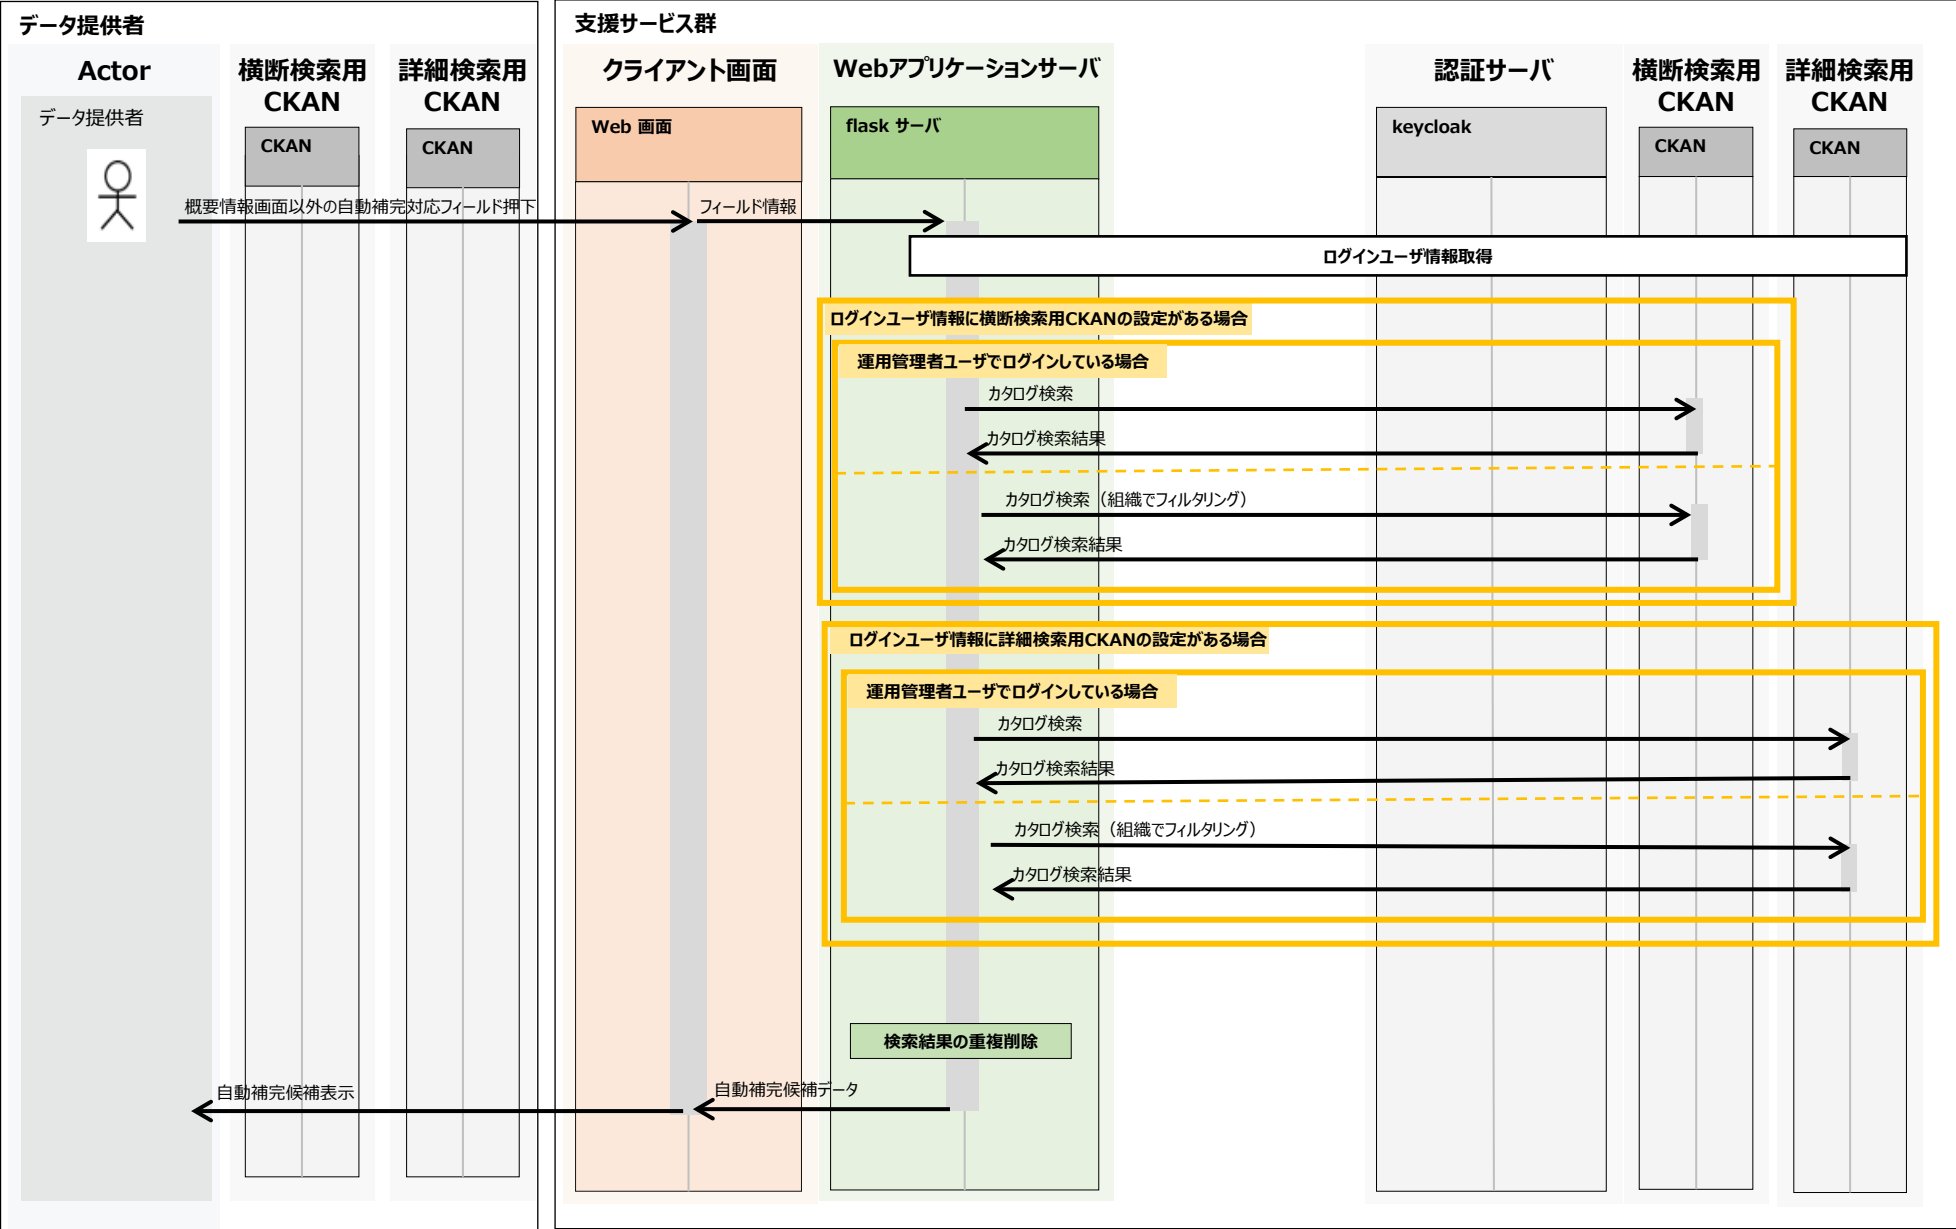 データ提供者
支援サービス群
Actor
横断検索用
CKAN
詳細検索用
CKAN
クライアント画面
Webアプリケーションサーバ
認証サーバ
横断検索用
CKAN
詳細検索用
CKAN
データ提供者
CKAN
CKAN
Web 画面
flask サーバ
keycloak
CKAN
CKAN
概要情報画面以外の自動補完対応フィールド押下
フィールド情報
ログインユーザ情報取得
ログインユーザ情報に横断検索用CKANの設定がある場合
運用管理者ユーザでログインしている場合
カタログ検索
カタログ検索結果
カタログ検索（組織でフィルタリング）
カタログ検索結果
ログインユーザ情報に詳細検索用CKANの設定がある場合
運用管理者ユーザでログインしている場合
カタログ検索
カタログ検索結果
カタログ検索（組織でフィルタリング）
カタログ検索結果
検索結果の重複削除
自動補完候補データ
自動補完候補表示